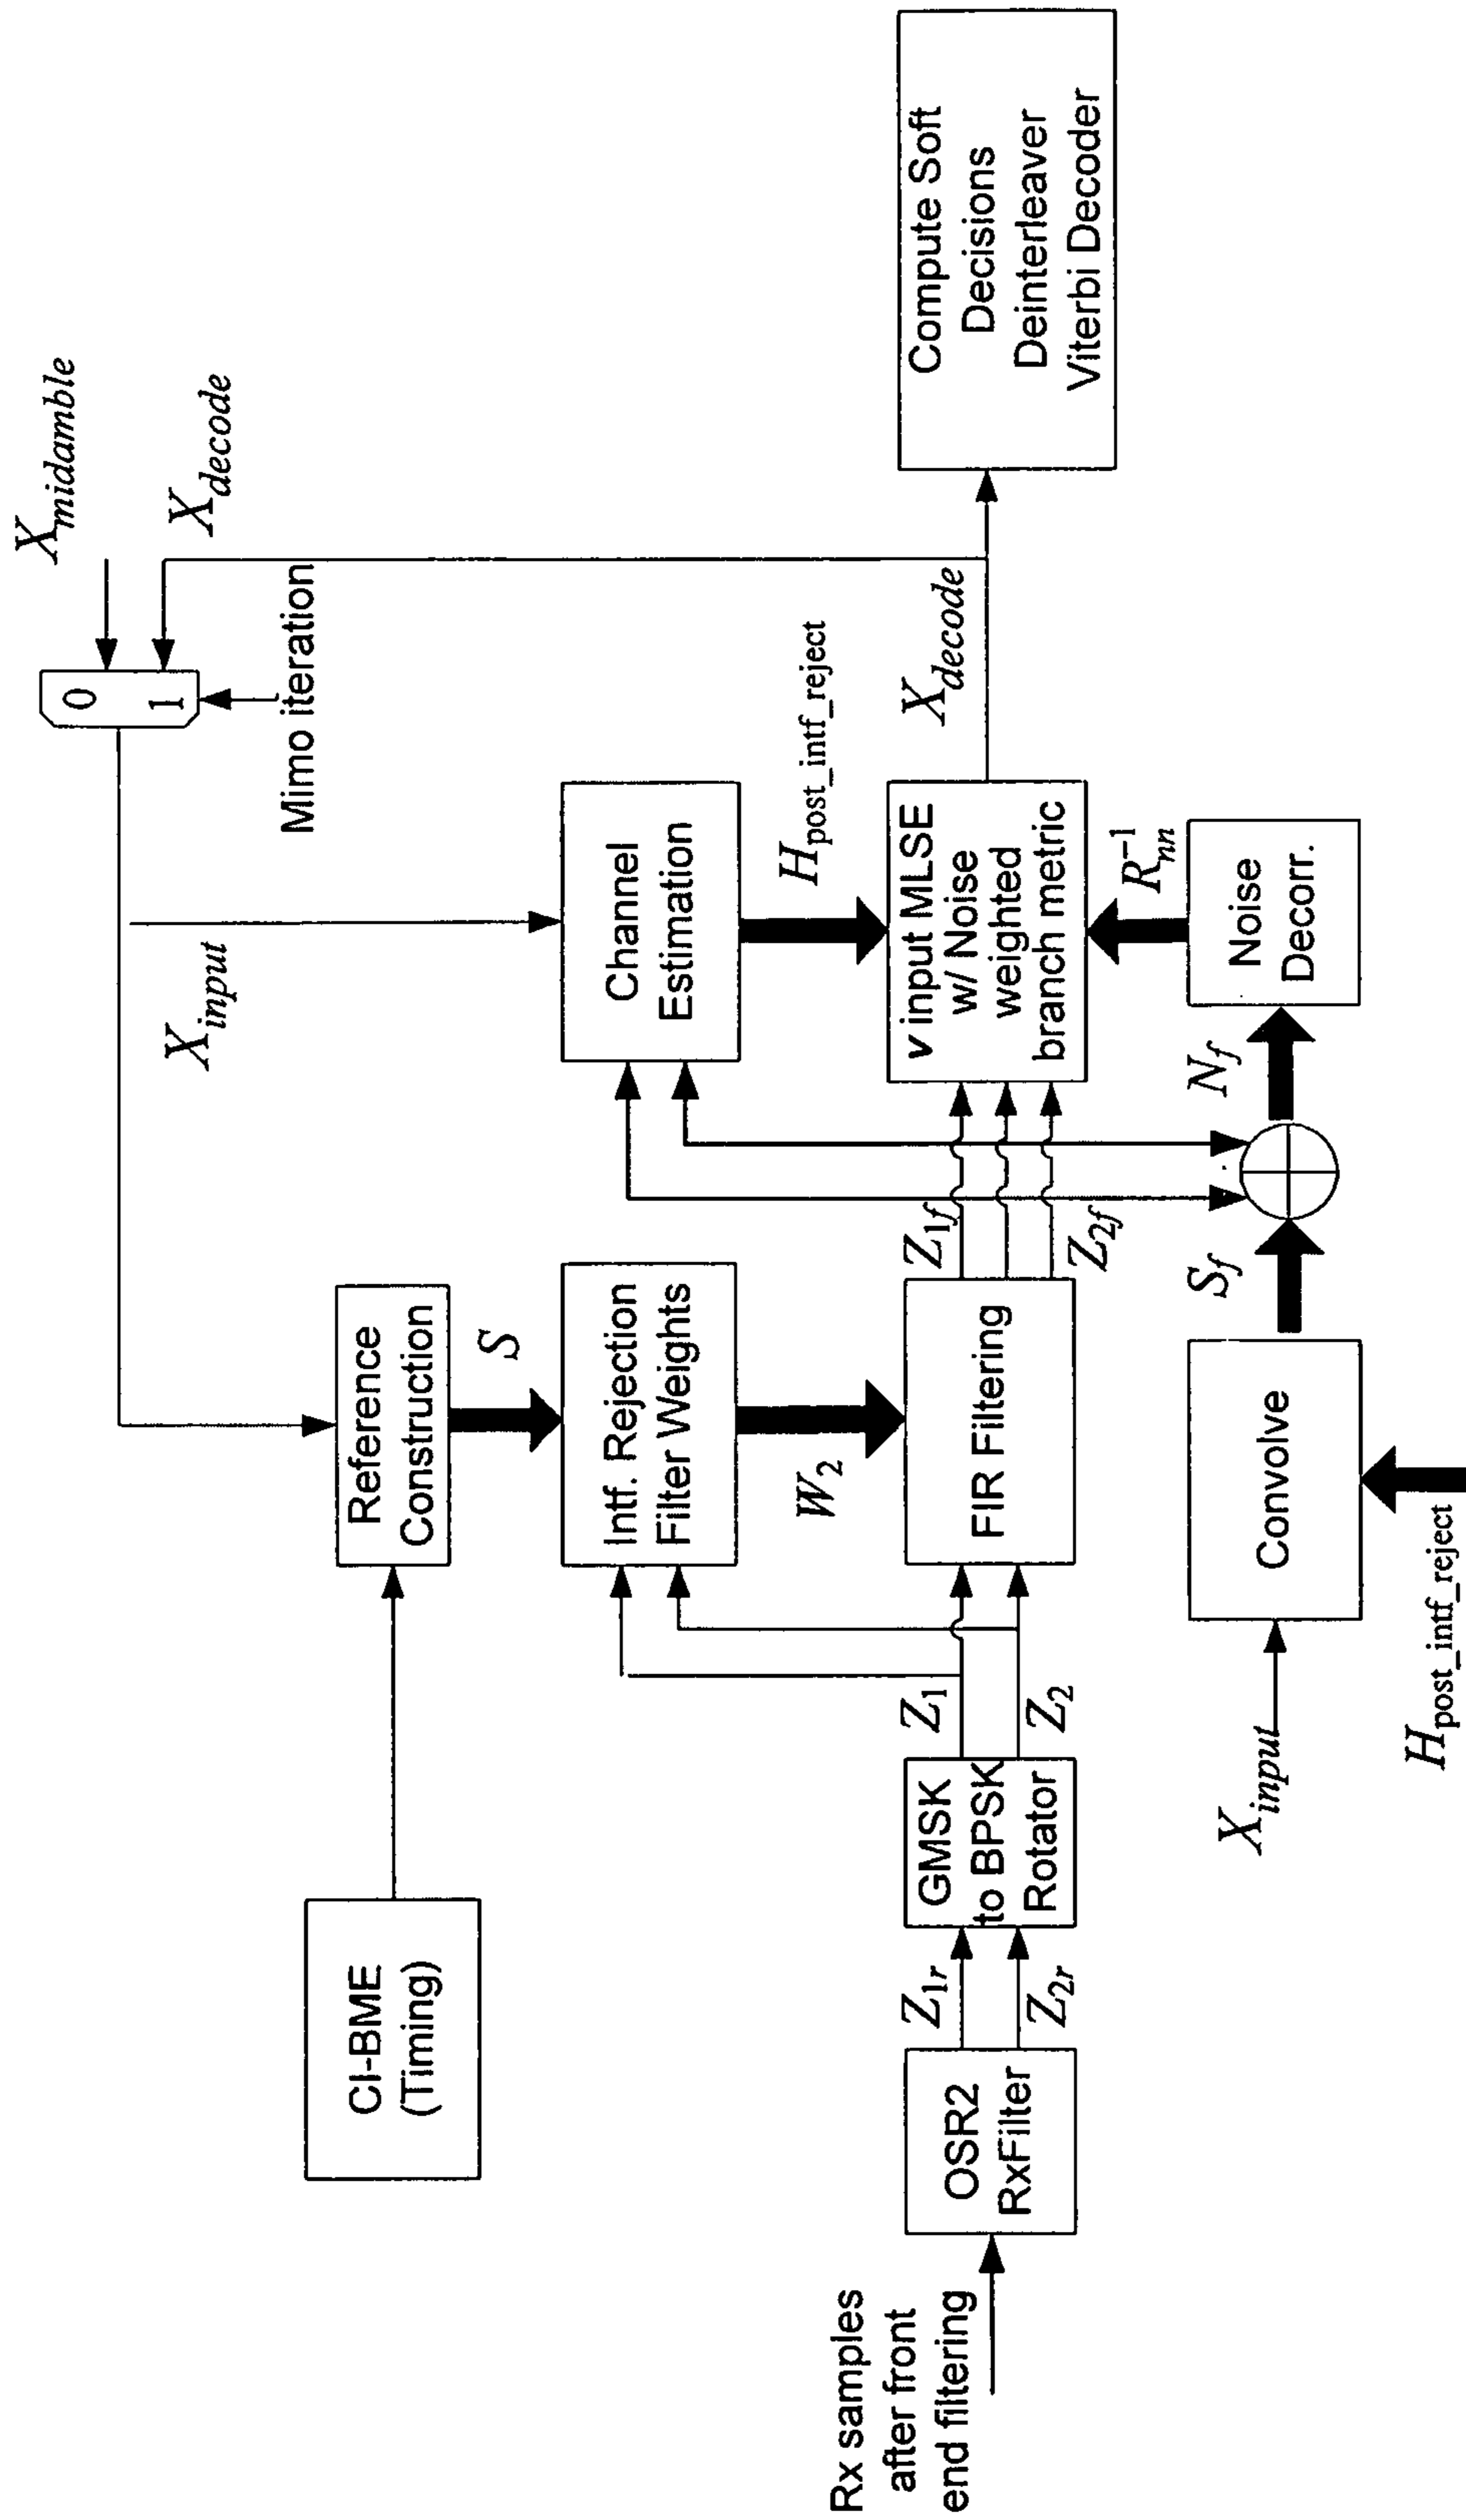 X_midamble
0
1
X_decode
Mimo iteration
X_input
CI-BME
(Timing)
Reference
Construction
S
Intf. Rejection
Filter Weights
Channel
Estimation
W_2
H_post_intf_reject
Rx samples
after front
end filtering
OSR2
RxFilter
Z_1r
Z_2r
GMSK
to BPSK
Rotator
Z_1
Z_2
FIR Filtering
Z_1f
Z_2f
v input MLSE
w/ Noise
weighted
branch metric
X_decode
Compute Soft
Decisions
Deinterleaver
Viterbi Decoder
X_input
Convolve
H_post_intf_reject
S_f
N_f
Noise
Decorr.
R_nn^-1